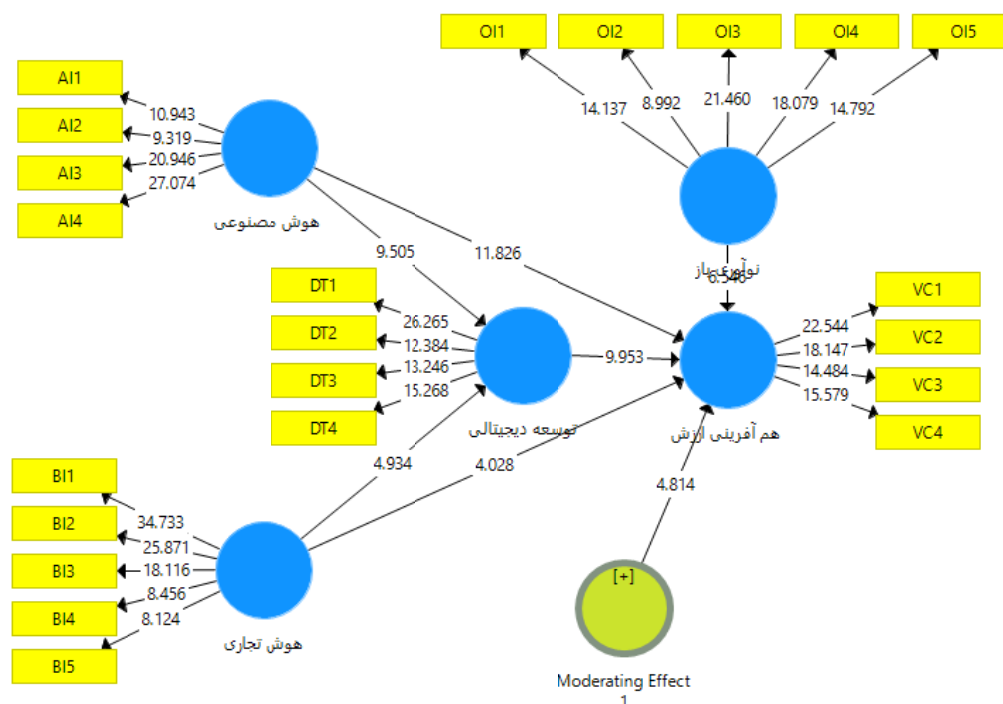 OI1
OI2
OI3
OI4
OI5
14.137
8.992
21.460
18.079
14.792
AI1
AI2
AI3
AI4
10.943
9.319
20.946
27.074
هوش مصنوعی
نوآوری باز
6.546
9.505
11.826
DT1
DT2
DT3
DT4
26.265
12.384
13.246
15.268
توسعه دیجیتالی
9.953
VC1
VC2
VC3
VC4
22.544
18.147
14.484
15.579
هم آفرینی ارزش
4.934
4.028
4.814
BI1
BI2
BI3
BI4
BI5
34.733
25.871
18.116
8.456
8.124
هوش تجاری
[+]
Moderating Effect
1